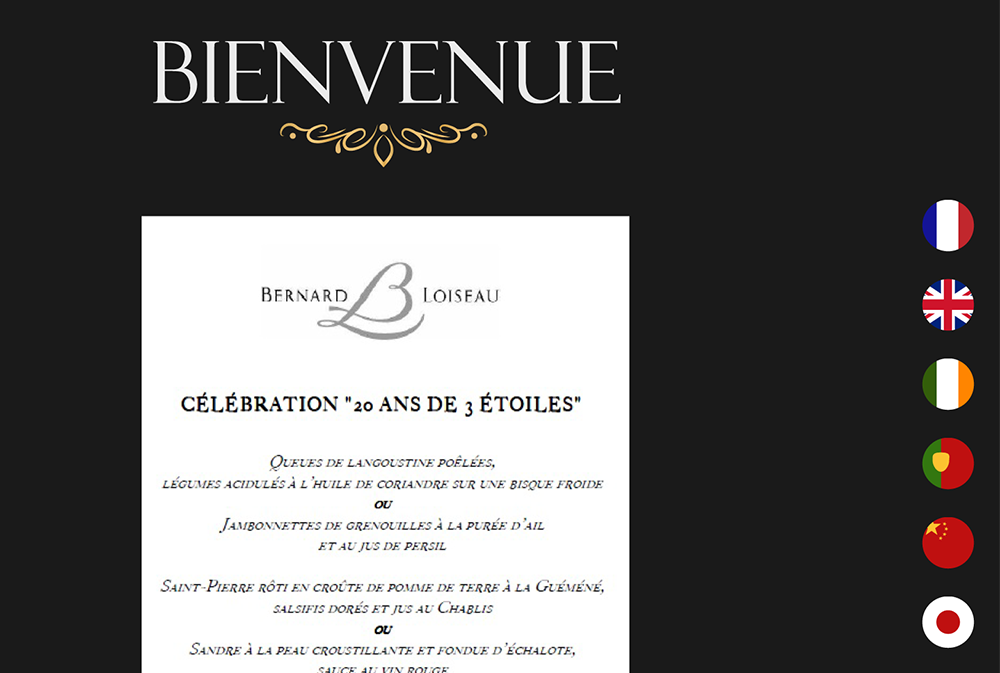 BIENVENUE
BERNARD B LOISEAU
CÉLÉBRATION "20 ANS DE 3 ÉTOILES"
QUEUES DE LANGOUSTINE POÊLÉES,
LÉGUMES ACIDULÉS À L'HUILE DE CORIANDRE SUR UNE BISQUE FROIDE
OU
JAMBONNETTES DE GRENOUILLES À LA PURÉE D'AIL
ET AU JUS DE PERSIL
SAINT-PIERRE RÔTI EN CROÛTE DE POMME DE TERRE À LA GUÉMÉNÉ,
SALSIFIS DORÉS ET JUS AU CHABLIS
OU
SANDRE À LA PEAU CROUSTILLANTE ET FONDUE D'ÉCHALOTE,
SAUCE AU VIN ROUGE